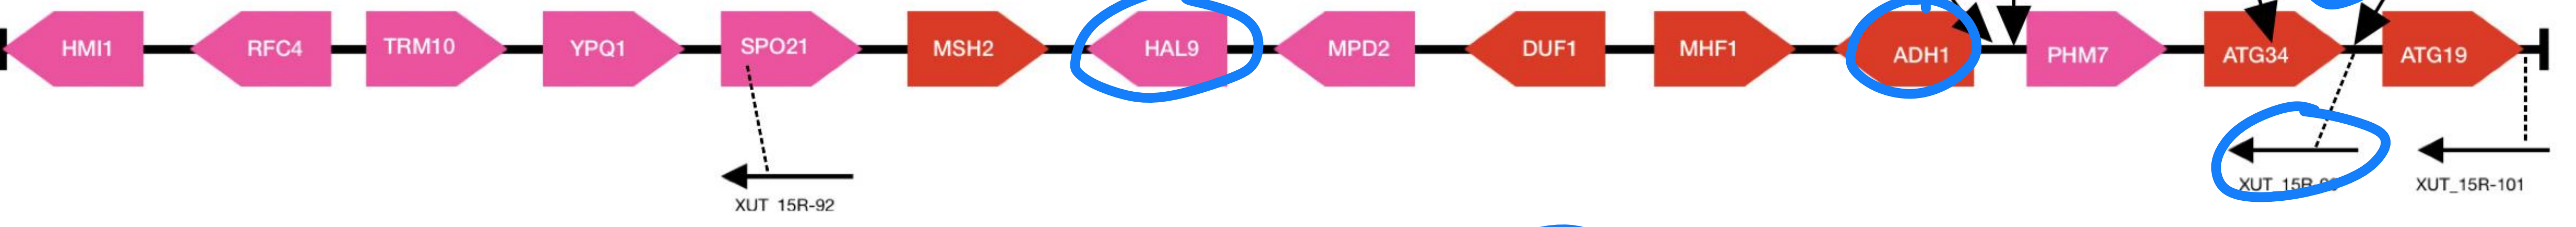 HMI1 RFC4 TRM10 YPQ1 SPO21 MSH2 HAL9 MPD2 DUF1 MHF1 ADH1 PHM7 ATG34 ATG19
XUT_15R-101
XUT 15R-92